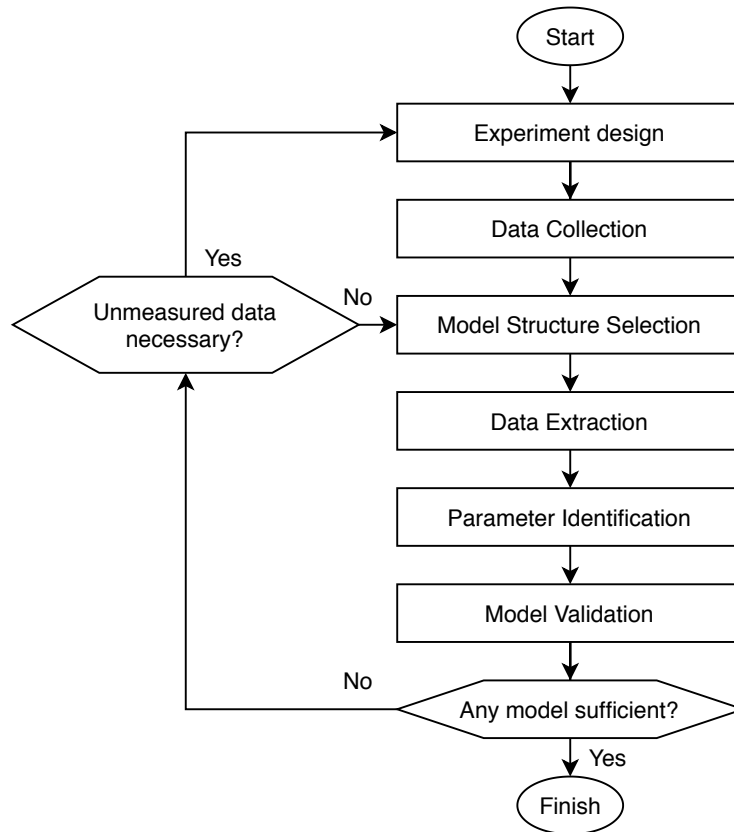 Start
Experiment design
Data Collection
Yes
Unmeasured data
necessary?
No
Model Structure Selection
Data Extraction
Parameter Identification
Model Validation
No
Any model sufficient?
Yes
Finish